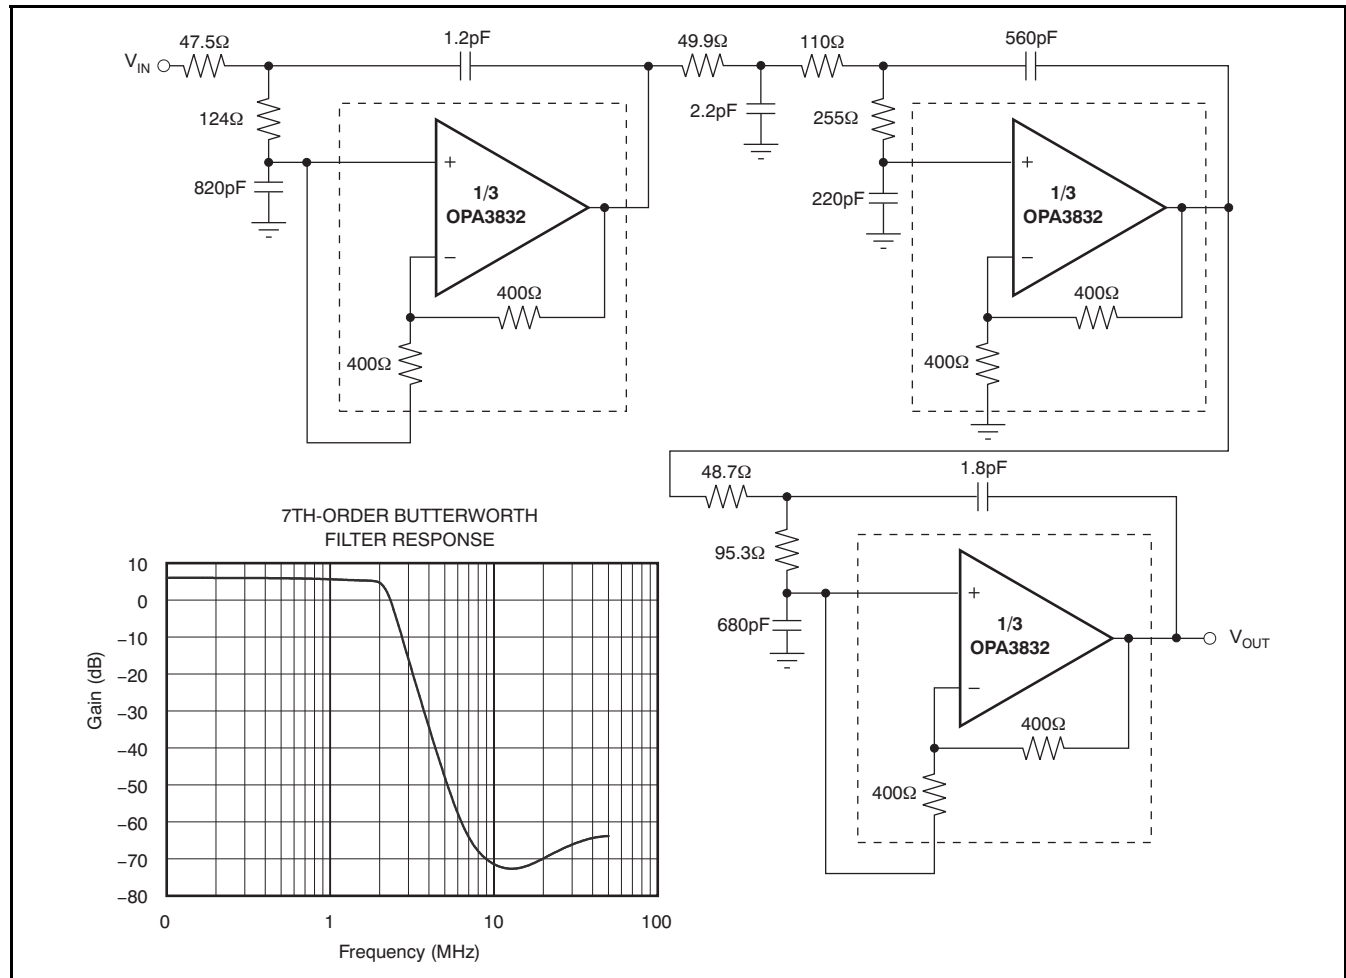 47.5Ω
1.2pF
49.9Ω
110Ω
560pF
V_IN
124Ω
2.2pF
255Ω
820pF
+
1/3
OPA3832
−
400Ω
400Ω
220pF
+
1/3
OPA3832
−
400Ω
400Ω
48.7Ω
1.8pF
95.3Ω
680pF
+
1/3
OPA3832
−
400Ω
400Ω
V_OUT
7TH-ORDER BUTTERWORTH
FILTER RESPONSE
10
0
−10
−20
−30
−40
−50
−60
−70
−80
Gain (dB)
0
1
10
100
Frequency (MHz)